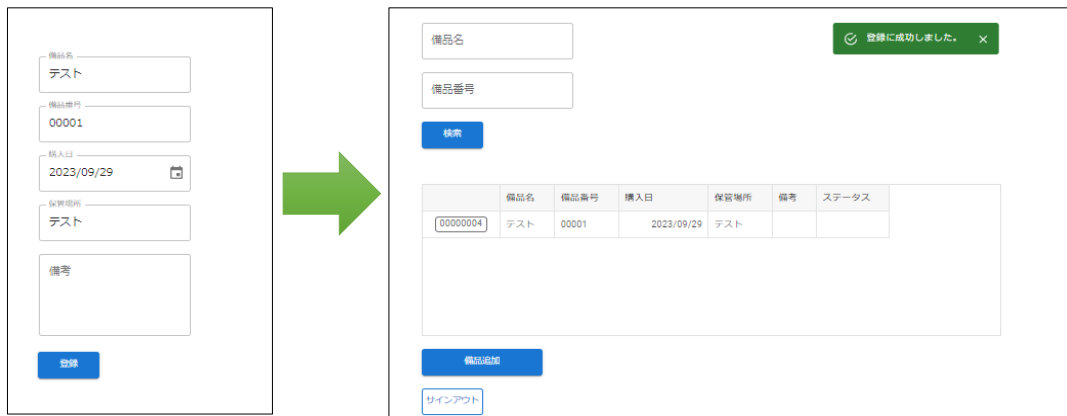 備品名
テスト
備品番号
00001
購入日
2023/09/29
保管場所
テスト
備考
登録
備品名
登録に成功しました。
備品番号
検索
備品名 備品番号 購入日 保管場所 備考 ステータス
00000004 テスト 00001 2023/09/29 テスト
備品追加
サインアウト